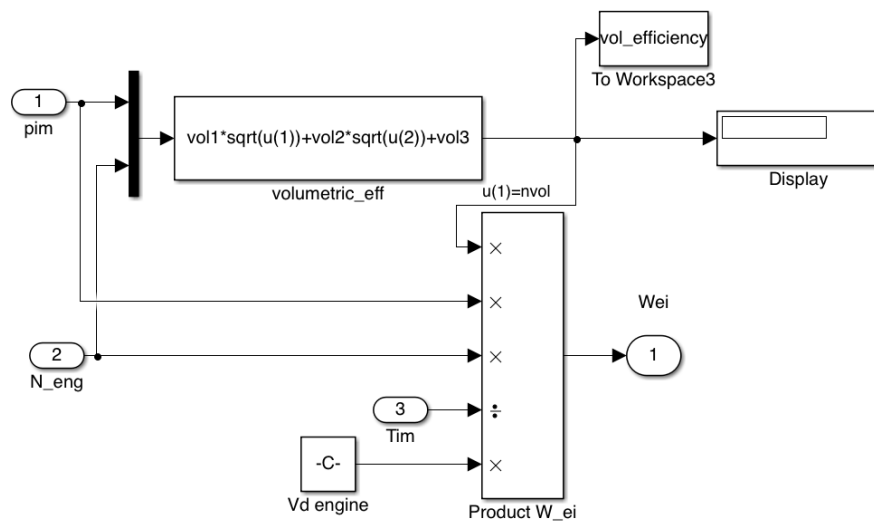 vol_efficiency
To Workspace3
1
pim
vol1*sqrt(u(1))+vol2*sqrt(u(2))+vol3
volumetric_eff
Display
u(1)=nvol
×
×
Wei
2
N_eng
×
1
3
Tim
÷
-C-
Vd engine
×
Product W_ei